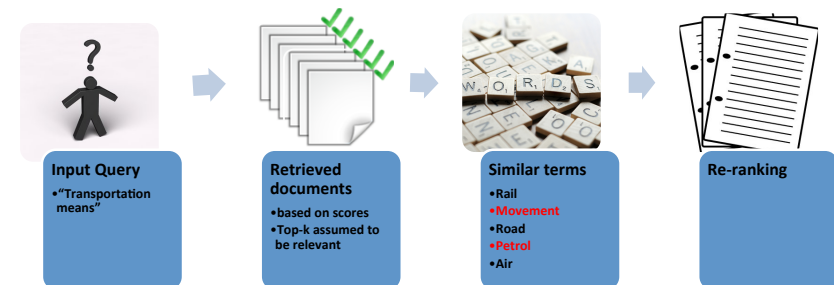 ?
W O R D S
Input Query
•“Transportation
means”
Retrieved
documents
•based on scores
•Top-k assumed to
be relevant
Similar terms
•Rail
•Movement
•Road
•Petrol
•Air
Re-ranking